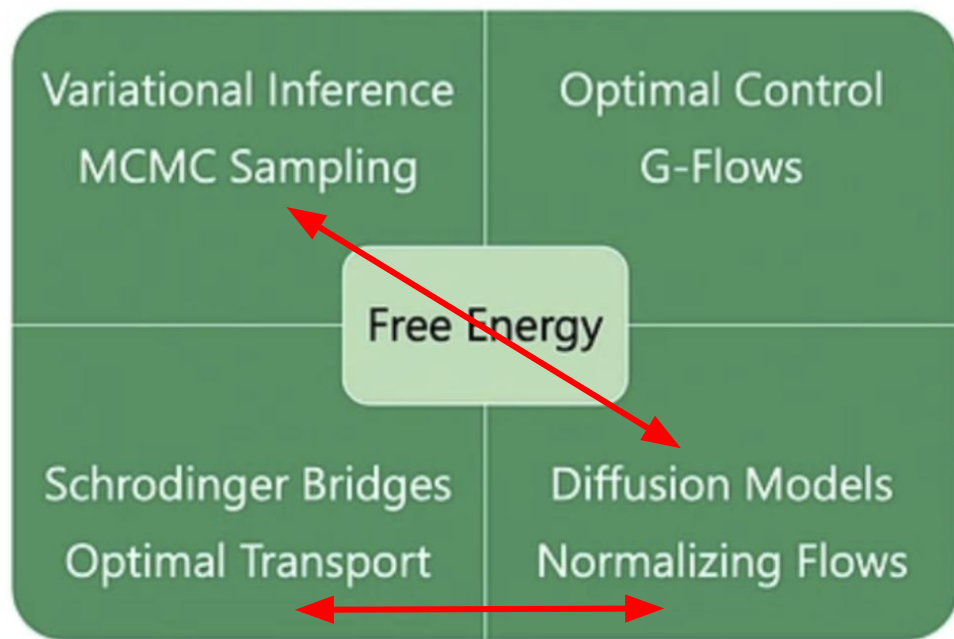 Variational Inference
MCMC Sampling
Optimal Control
G-Flows
Free Energy
Schrodinger Bridges
Optimal Transport
Diffusion Models
Normalizing Flows